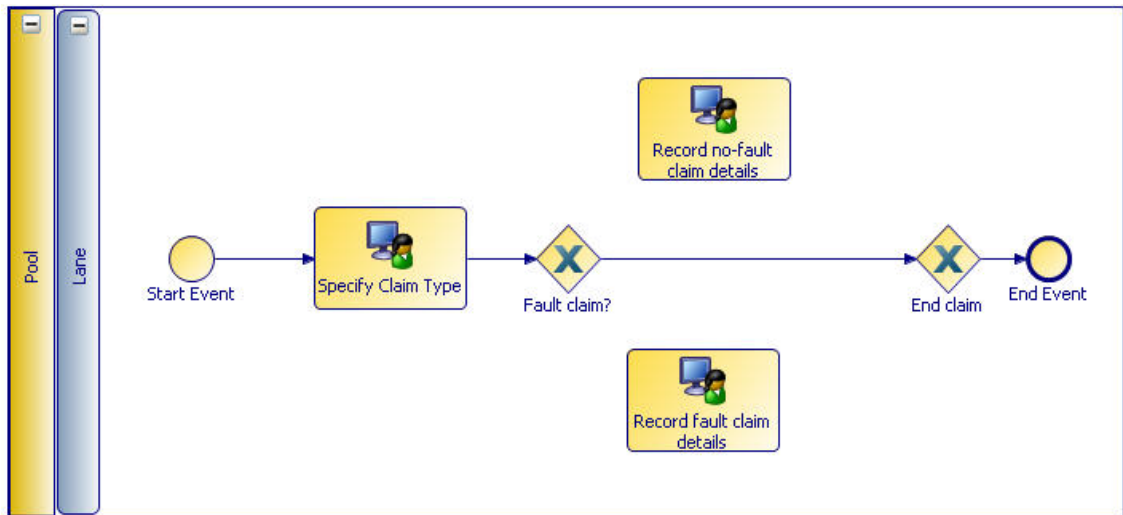 Pool
Lane
Record no-fault
claim details
Start Event
Specify Claim Type
Fault claim?
End claim
End Event
Record fault claim
details